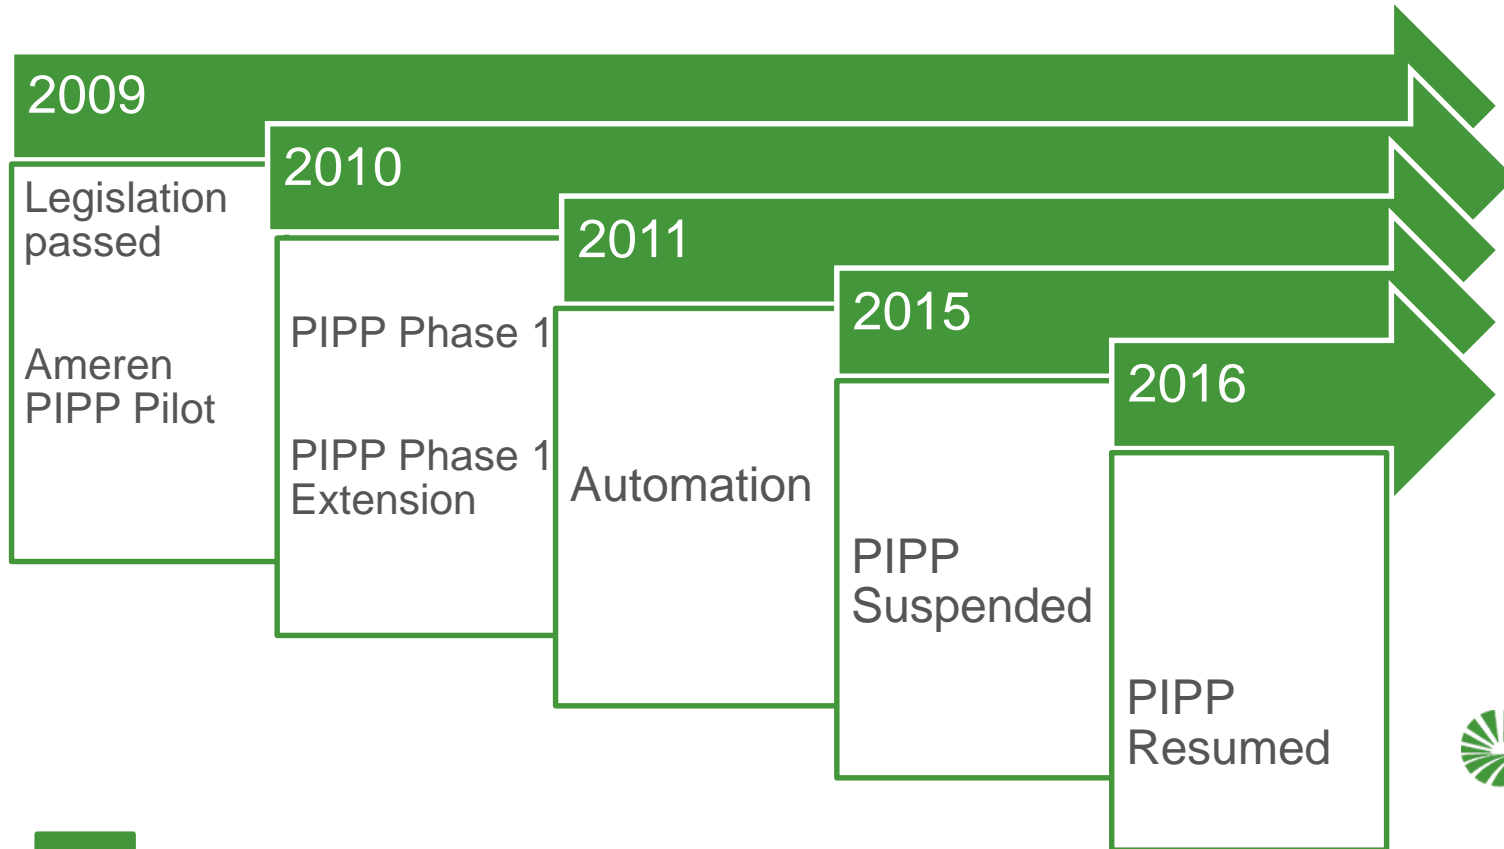 2009
Legislation
passed
Ameren
PIPP Pilot
2010
PIPP Phase 1
PIPP Phase 1
Extension
2011
Automation
2015
PIPP
Suspended
2016
PIPP
Resumed